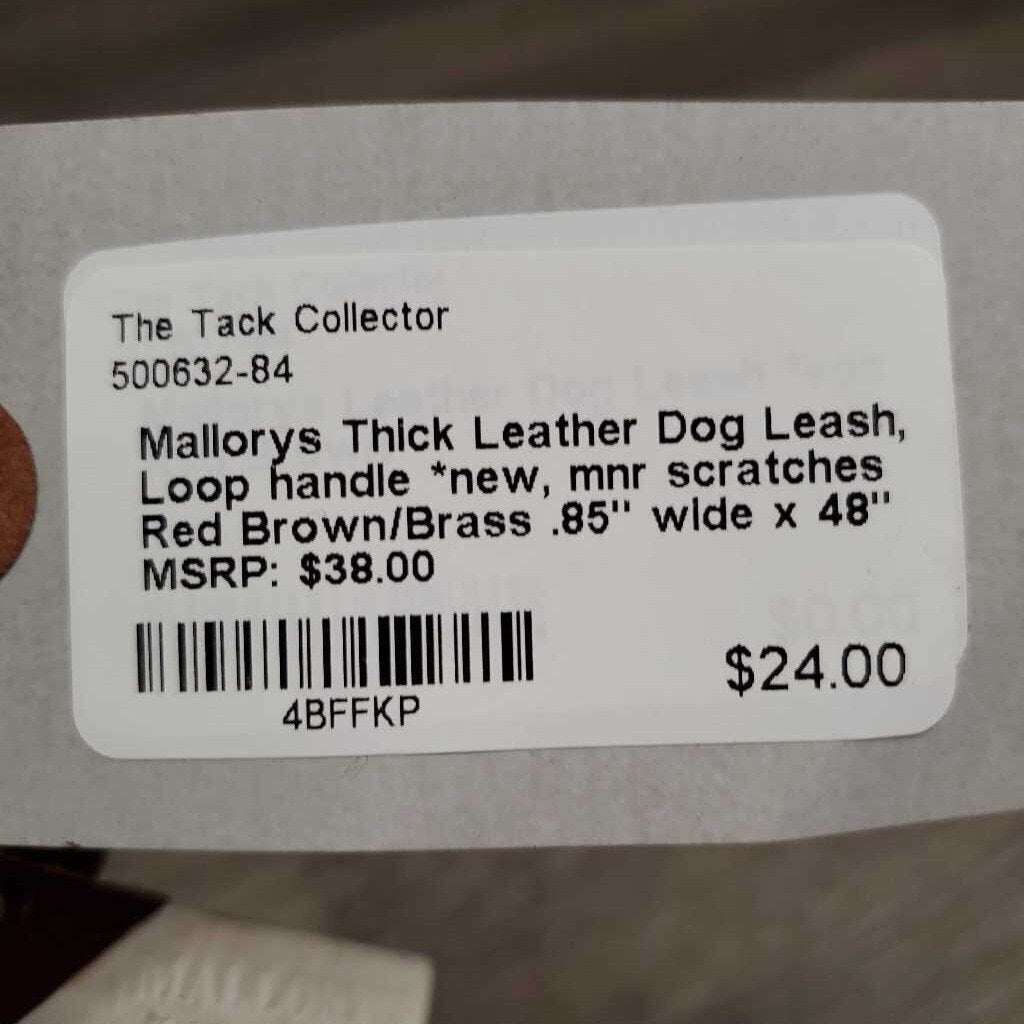 The Tack Collector
500632-84
Mallorys Thick Leather Dog Leash,
Loop handle *new, mnr scratches
Red Brown/Brass .85" wide x 48"
MSRP: $38.00
4BFFKP
$24.00